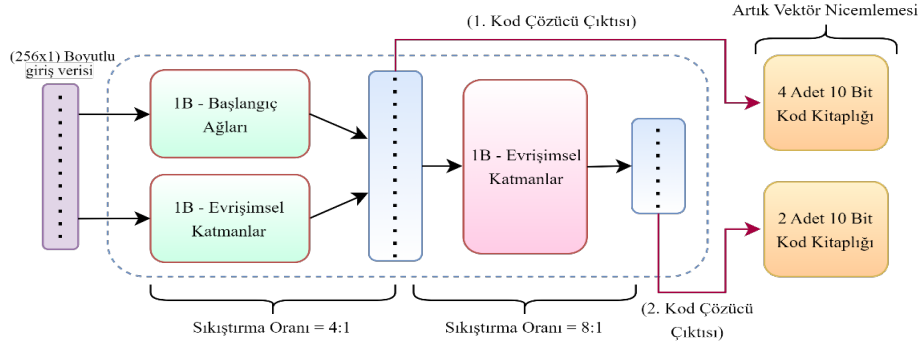 Artık Vektör Nicemlemesi
(1. Kod Çözücü Çıktısı)
(256x1) Boyutlu
giriş verisi
1B - Başlangıç
Ağları
1B - Evrişimsel
Katmanlar
1B - Evrişimsel
Katmanlar
4 Adet 10 Bit
Kod Kitaplığı
2 Adet 10 Bit
Kod Kitaplığı
Sıkıştırma Oranı = 4:1
Sıkıştırma Oranı = 8:1
(2. Kod Çözücü
Çıktısı)